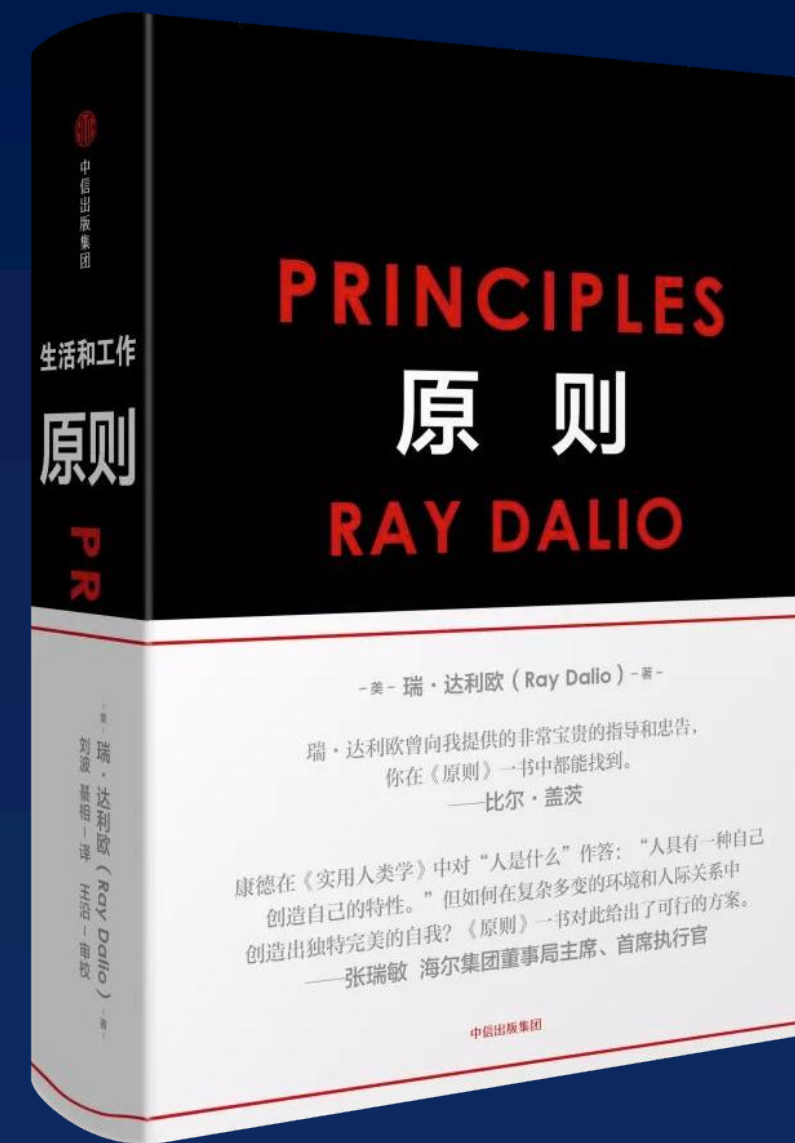 中信出版集团
生活和工作
原则
PR
-美-
瑞·达利欧(Ray Dalio)-著-
刘波 綦相-译 王沿-审校
PRINCIPLES
原 则
RAY DALIO
-美-瑞·达利欧(Ray Dalio)-著-
瑞·达利欧曾向我提供的非常宝贵的指导和忠告,
你在《原则》一书中都能找到。
——比尔·盖茨
康德在《实用人类学》中对“人是什么”作答:“人具有一种自己
创造自己的特性。”但如何在复杂多变的环境和人际关系中
创造出独特完美的自我?《原则》一书对此给出了可行的方案。
——张瑞敏 海尔集团董事局主席、首席执行官
中信出版集团